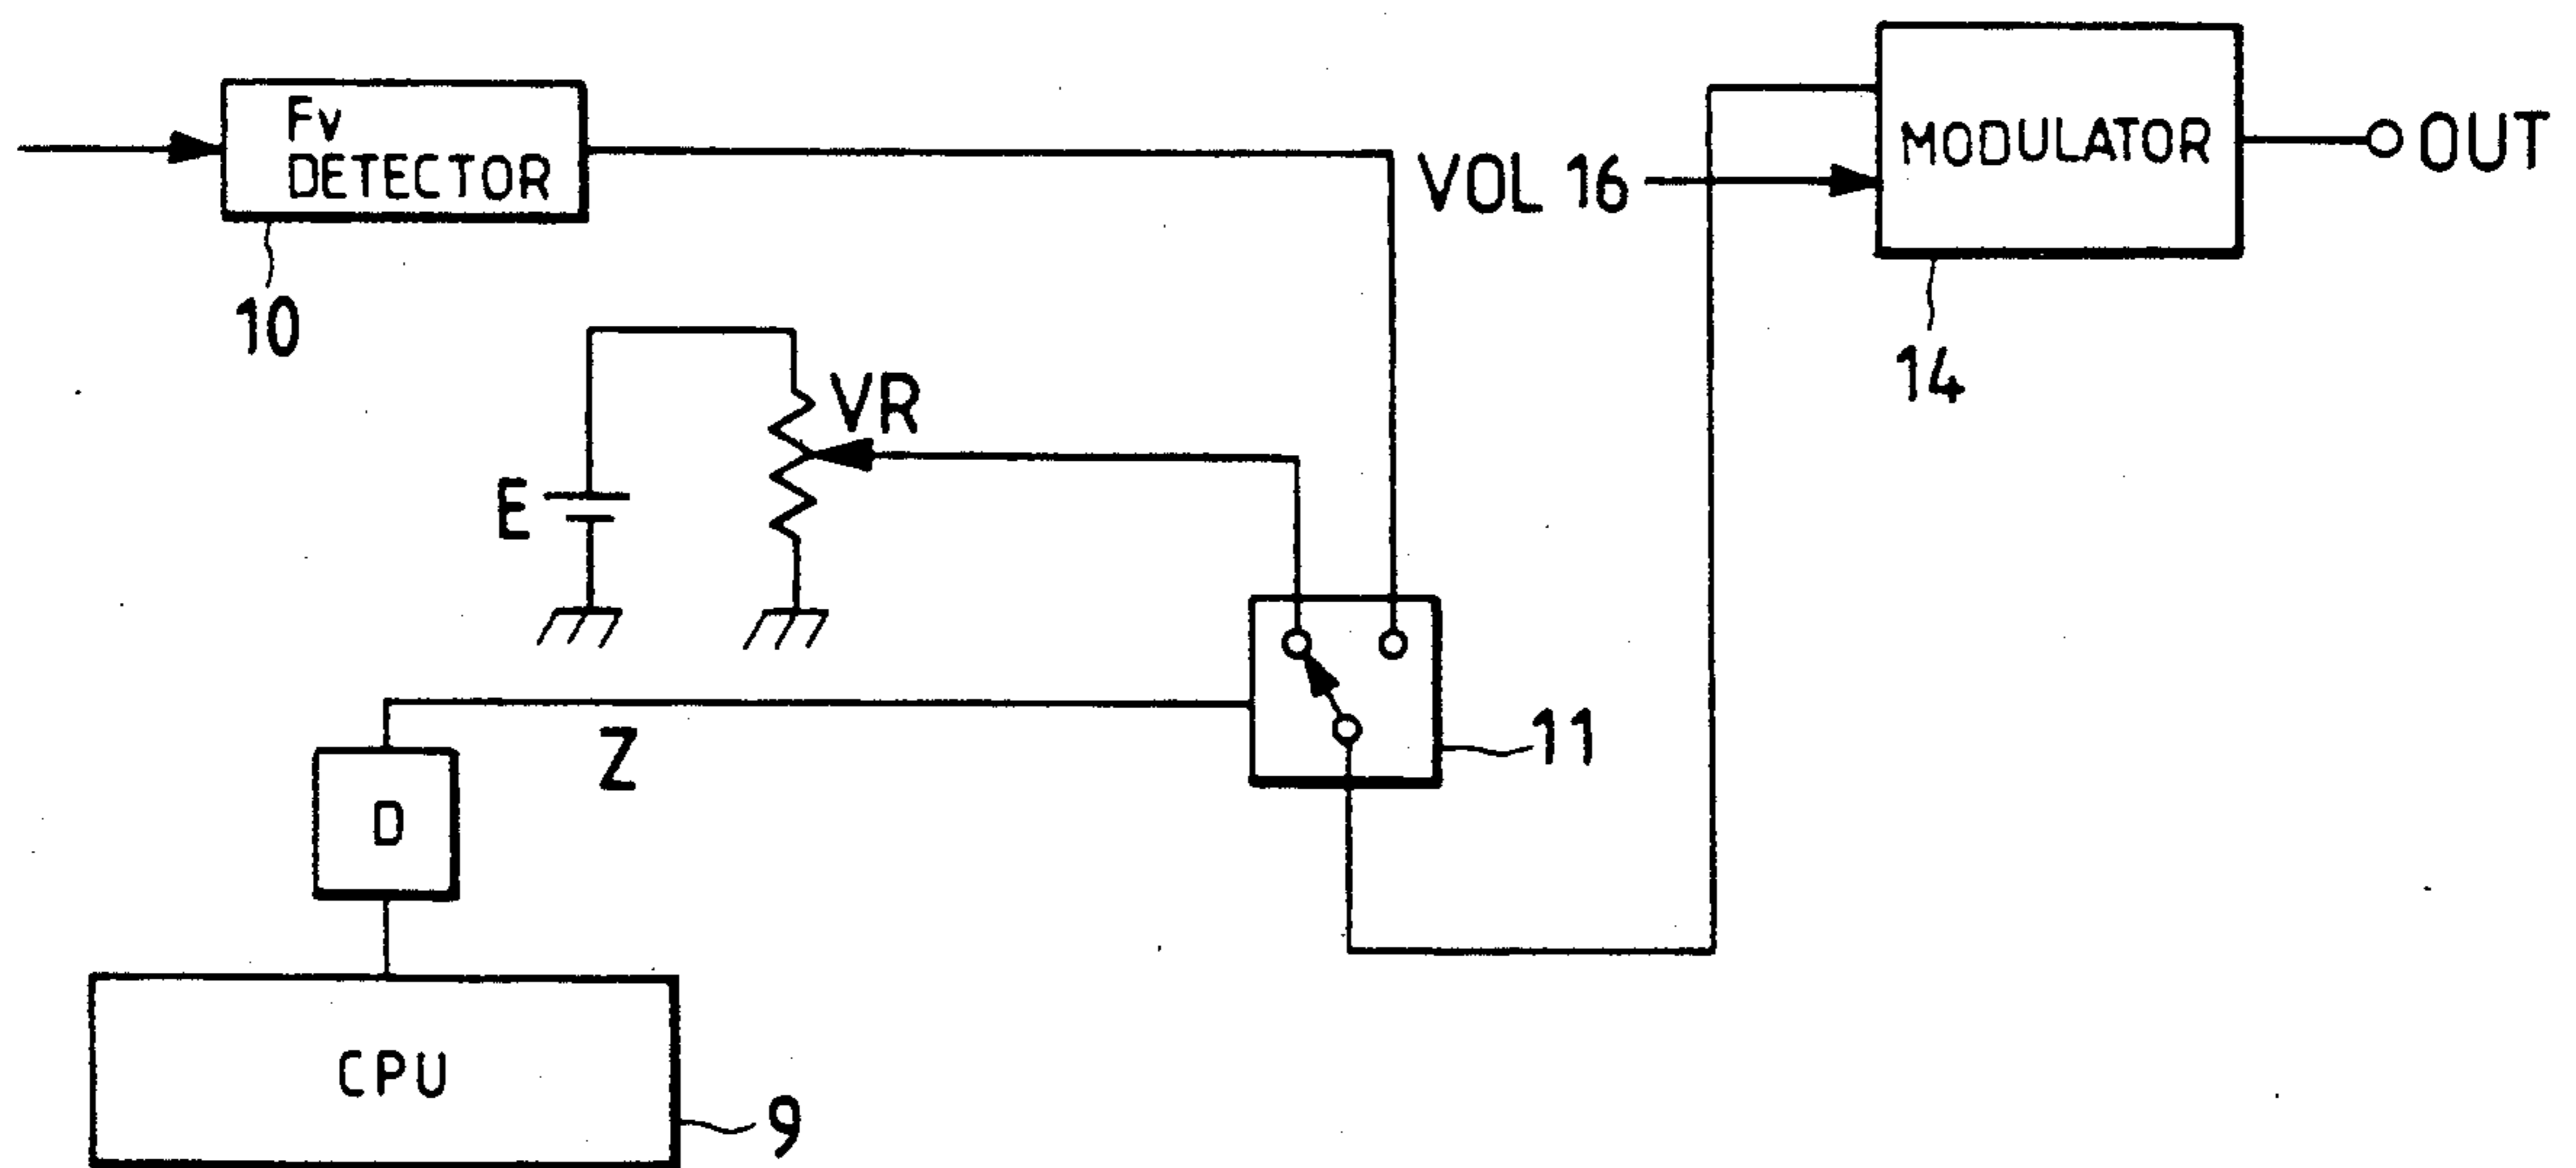 Fv
DETECTOR
10
VOL 16
MODULATOR
OUT
14
VR
E
Z
11
D
CPU
9